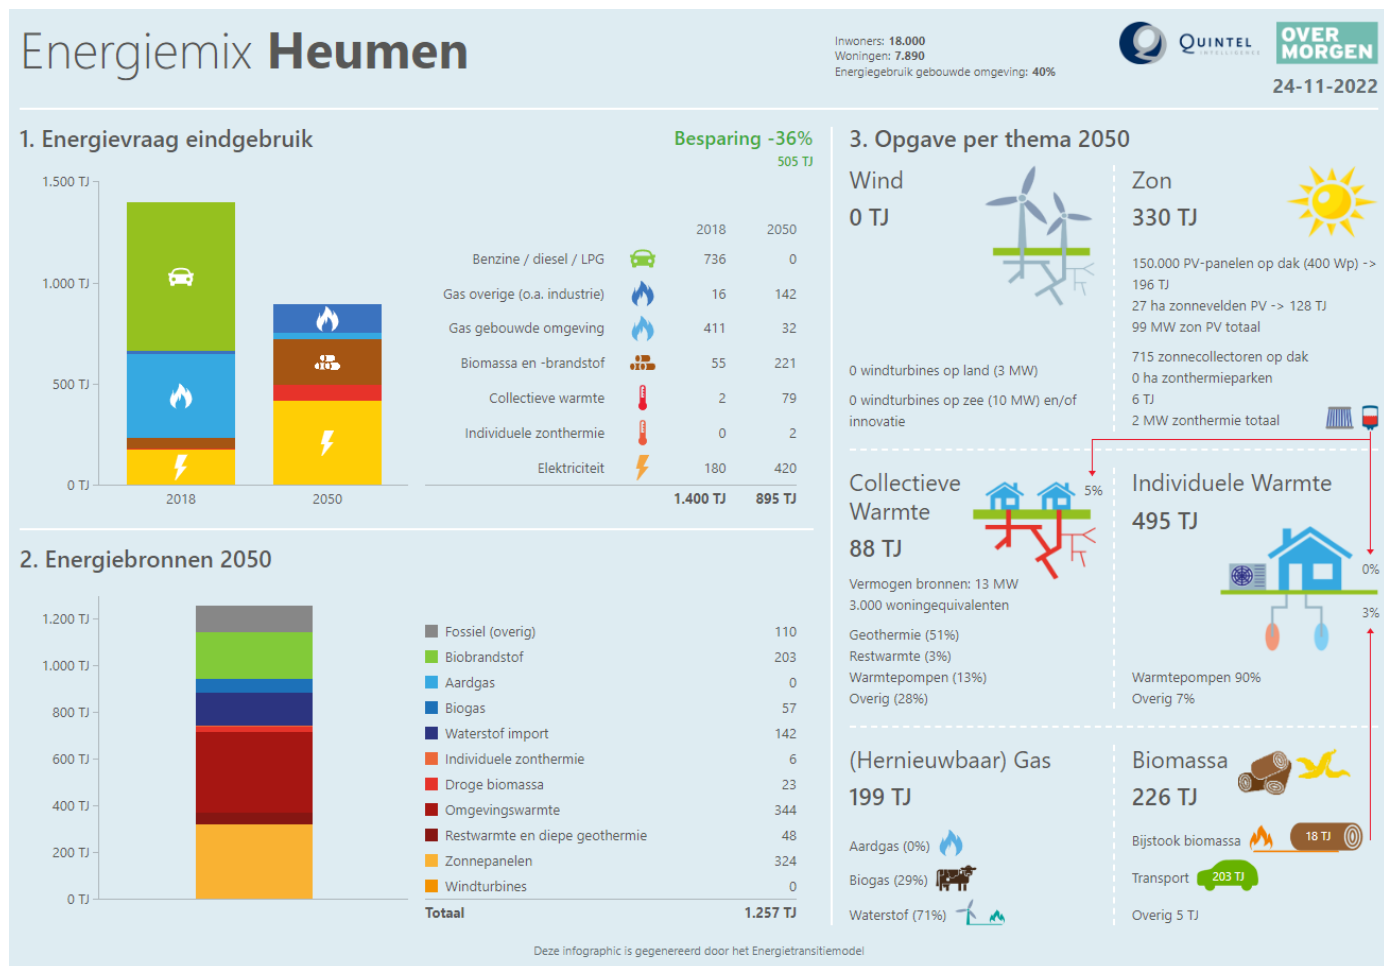 Energiemix Heumen
Inwoners: 18.000
Woningen: 7.890
Energiegebruik gebouwde omgeving: 40%
QUINTEL
INTELLIGENCE
OVER
MORGEN
24-11-2022
1. Energievraag eindgebruik
Besparing -36%
505 TJ
1.500 TJ
1.000 TJ
500 TJ
0 TJ
2018
2050
2018 2050
Benzine / diesel / LPG 736 0
Gas overige (o.a. industrie) 16 142
Gas gebouwde omgeving 411 32
Biomassa en -brandstof 55 221
Collectieve warmte 2 79
Individuele zonthermie 0 2
Elektriciteit 180 420
1.400 TJ 895 TJ
2. Energiebronnen 2050
1.200 TJ
1.000 TJ
800 TJ
600 TJ
400 TJ
200 TJ
0 TJ
Fossiel (overig) 110
Biobrandstof 203
Aardgas 0
Biogas 57
Waterstof import 142
Individuele zonthermie 6
Droge biomassa 23
Omgevingswarmte 344
Restwarmte en diepe geothermie 48
Zonnepanelen 324
Windturbines 0
Totaal 1.257 TJ
3. Opgave per thema 2050
Wind
0 TJ
0 windturbines op land (3 MW)
0 windturbines op zee (10 MW) en/of
innovatie
Zon
330 TJ
150.000 PV-panelen op dak (400 Wp) ->
196 TJ
27 ha zonnevelden PV -> 128 TJ
99 MW zon PV totaal
715 zonnecollectoren op dak
0 ha zonthermieparken
6 TJ
2 MW zonthermie totaal
Collectieve
Warmte
88 TJ
5%
Vermogen bronnen: 13 MW
3.000 woningequivalenten
Geothermie (51%)
Restwarmte (3%)
Warmtepompen (13%)
Overig (28%)
Individuele Warmte
495 TJ
0%
3%
Warmtepompen 90%
Overig 7%
(Hernieuwbaar) Gas
199 TJ
Aardgas (0%)
Biogas (29%)
Waterstof (71%)
Biomassa
226 TJ
Bijstook biomassa 18 TJ
Transport 203 TJ
Overig 5 TJ
Deze infographic is gegenereerd door het Energietransitiemodel